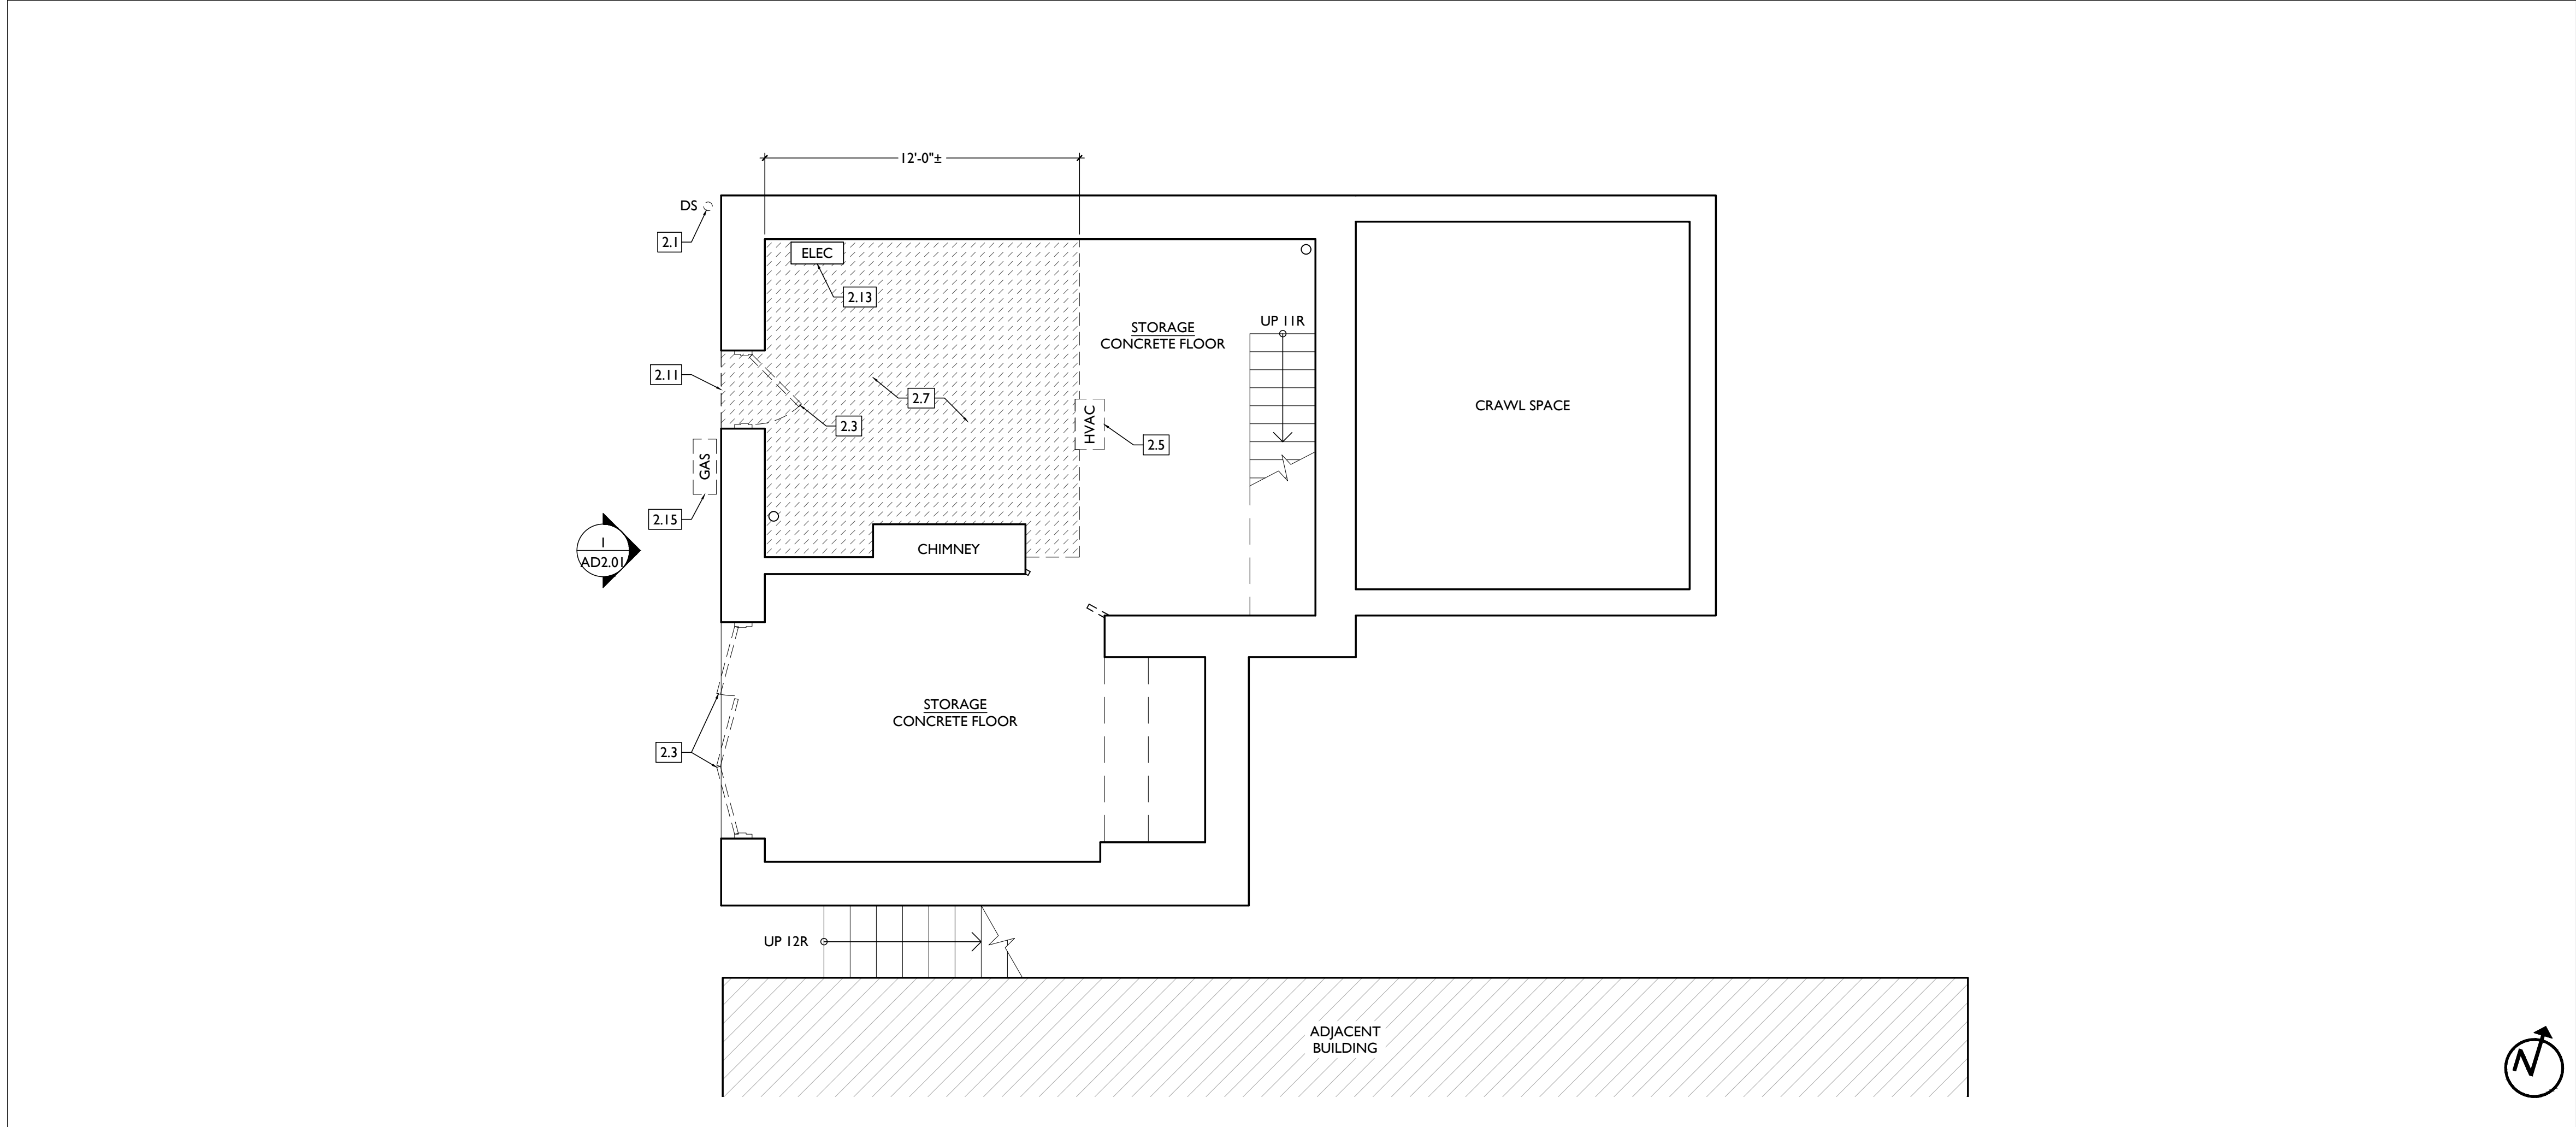 12'-0"±
DS
2.1
ELEC
2.13
UP 11R
STORAGE
CONCRETE FLOOR
2.11
2.7
2.3
HVAC
2.5
CRAWL SPACE
GAS
2.15
1
AD2.01
CHIMNEY
STORAGE
CONCRETE FLOOR
2.3
UP 12R
ADJACENT
BUILDING
N